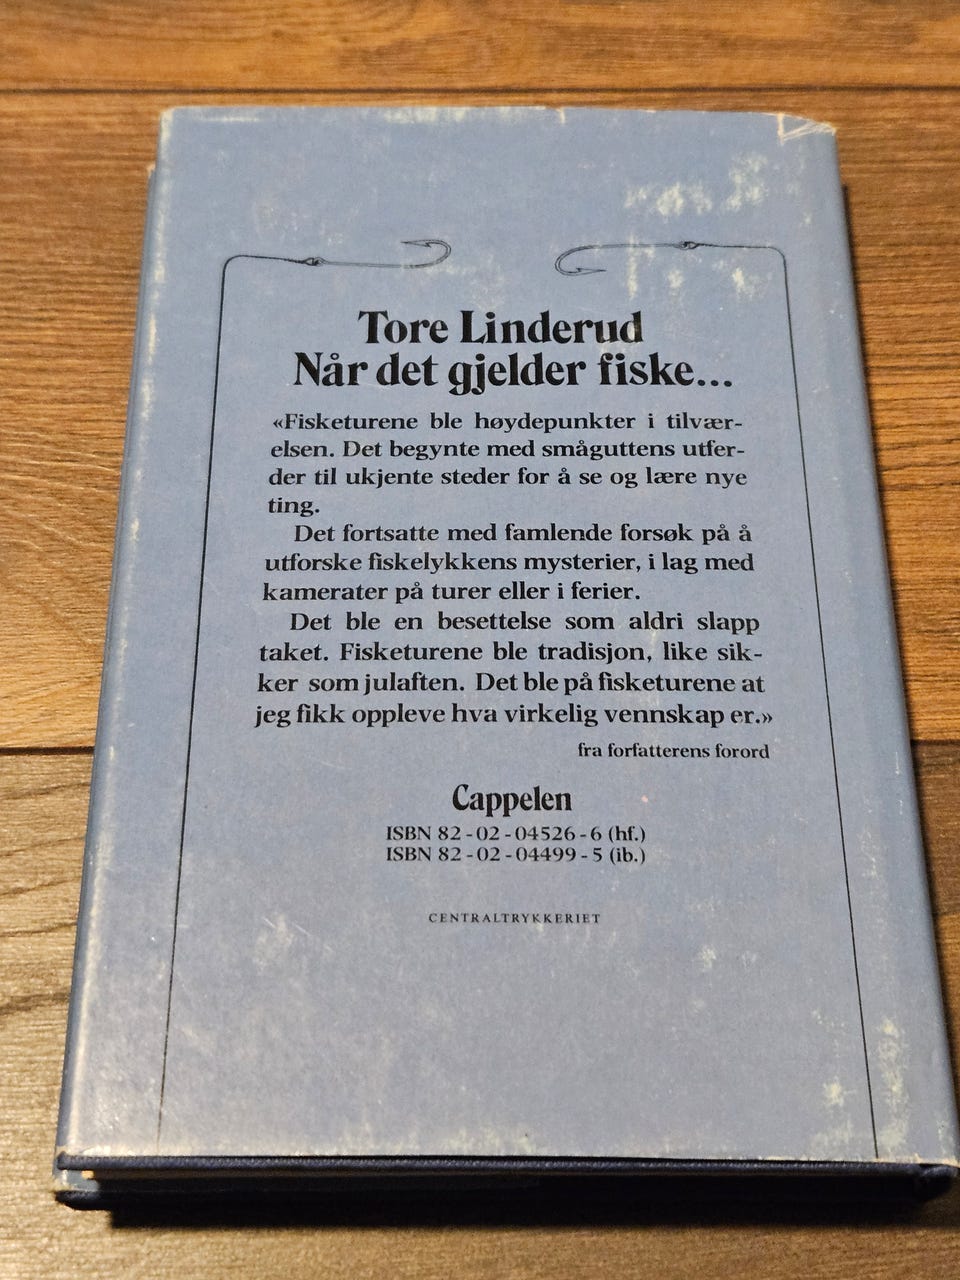 Tore Linderud
Når det gjelder fiske...
«Fisketurene ble høydepunkter i tilvær-
elsen. Det begynte med småguttens utfer-
der til ukjente steder for å se og lære nye
ting.
Det fortsatte med famlende forsøk på å
utforske fiskelykkens mysterier, i lag med
kamerater på turer eller i ferier.
Det ble en besettelse som aldri slapp
taket. Fisketurene ble tradisjon, like sik-
ker som julaften. Det ble på fisketurene at
jeg fikk oppleve hva virkelig vennskap er.»
fra forfatterens forord
Cappelen
ISBN 82-02-04526-6 (hf.)
ISBN 82-02-04499-5 (ib.)
CENTRALTRYKKERIET